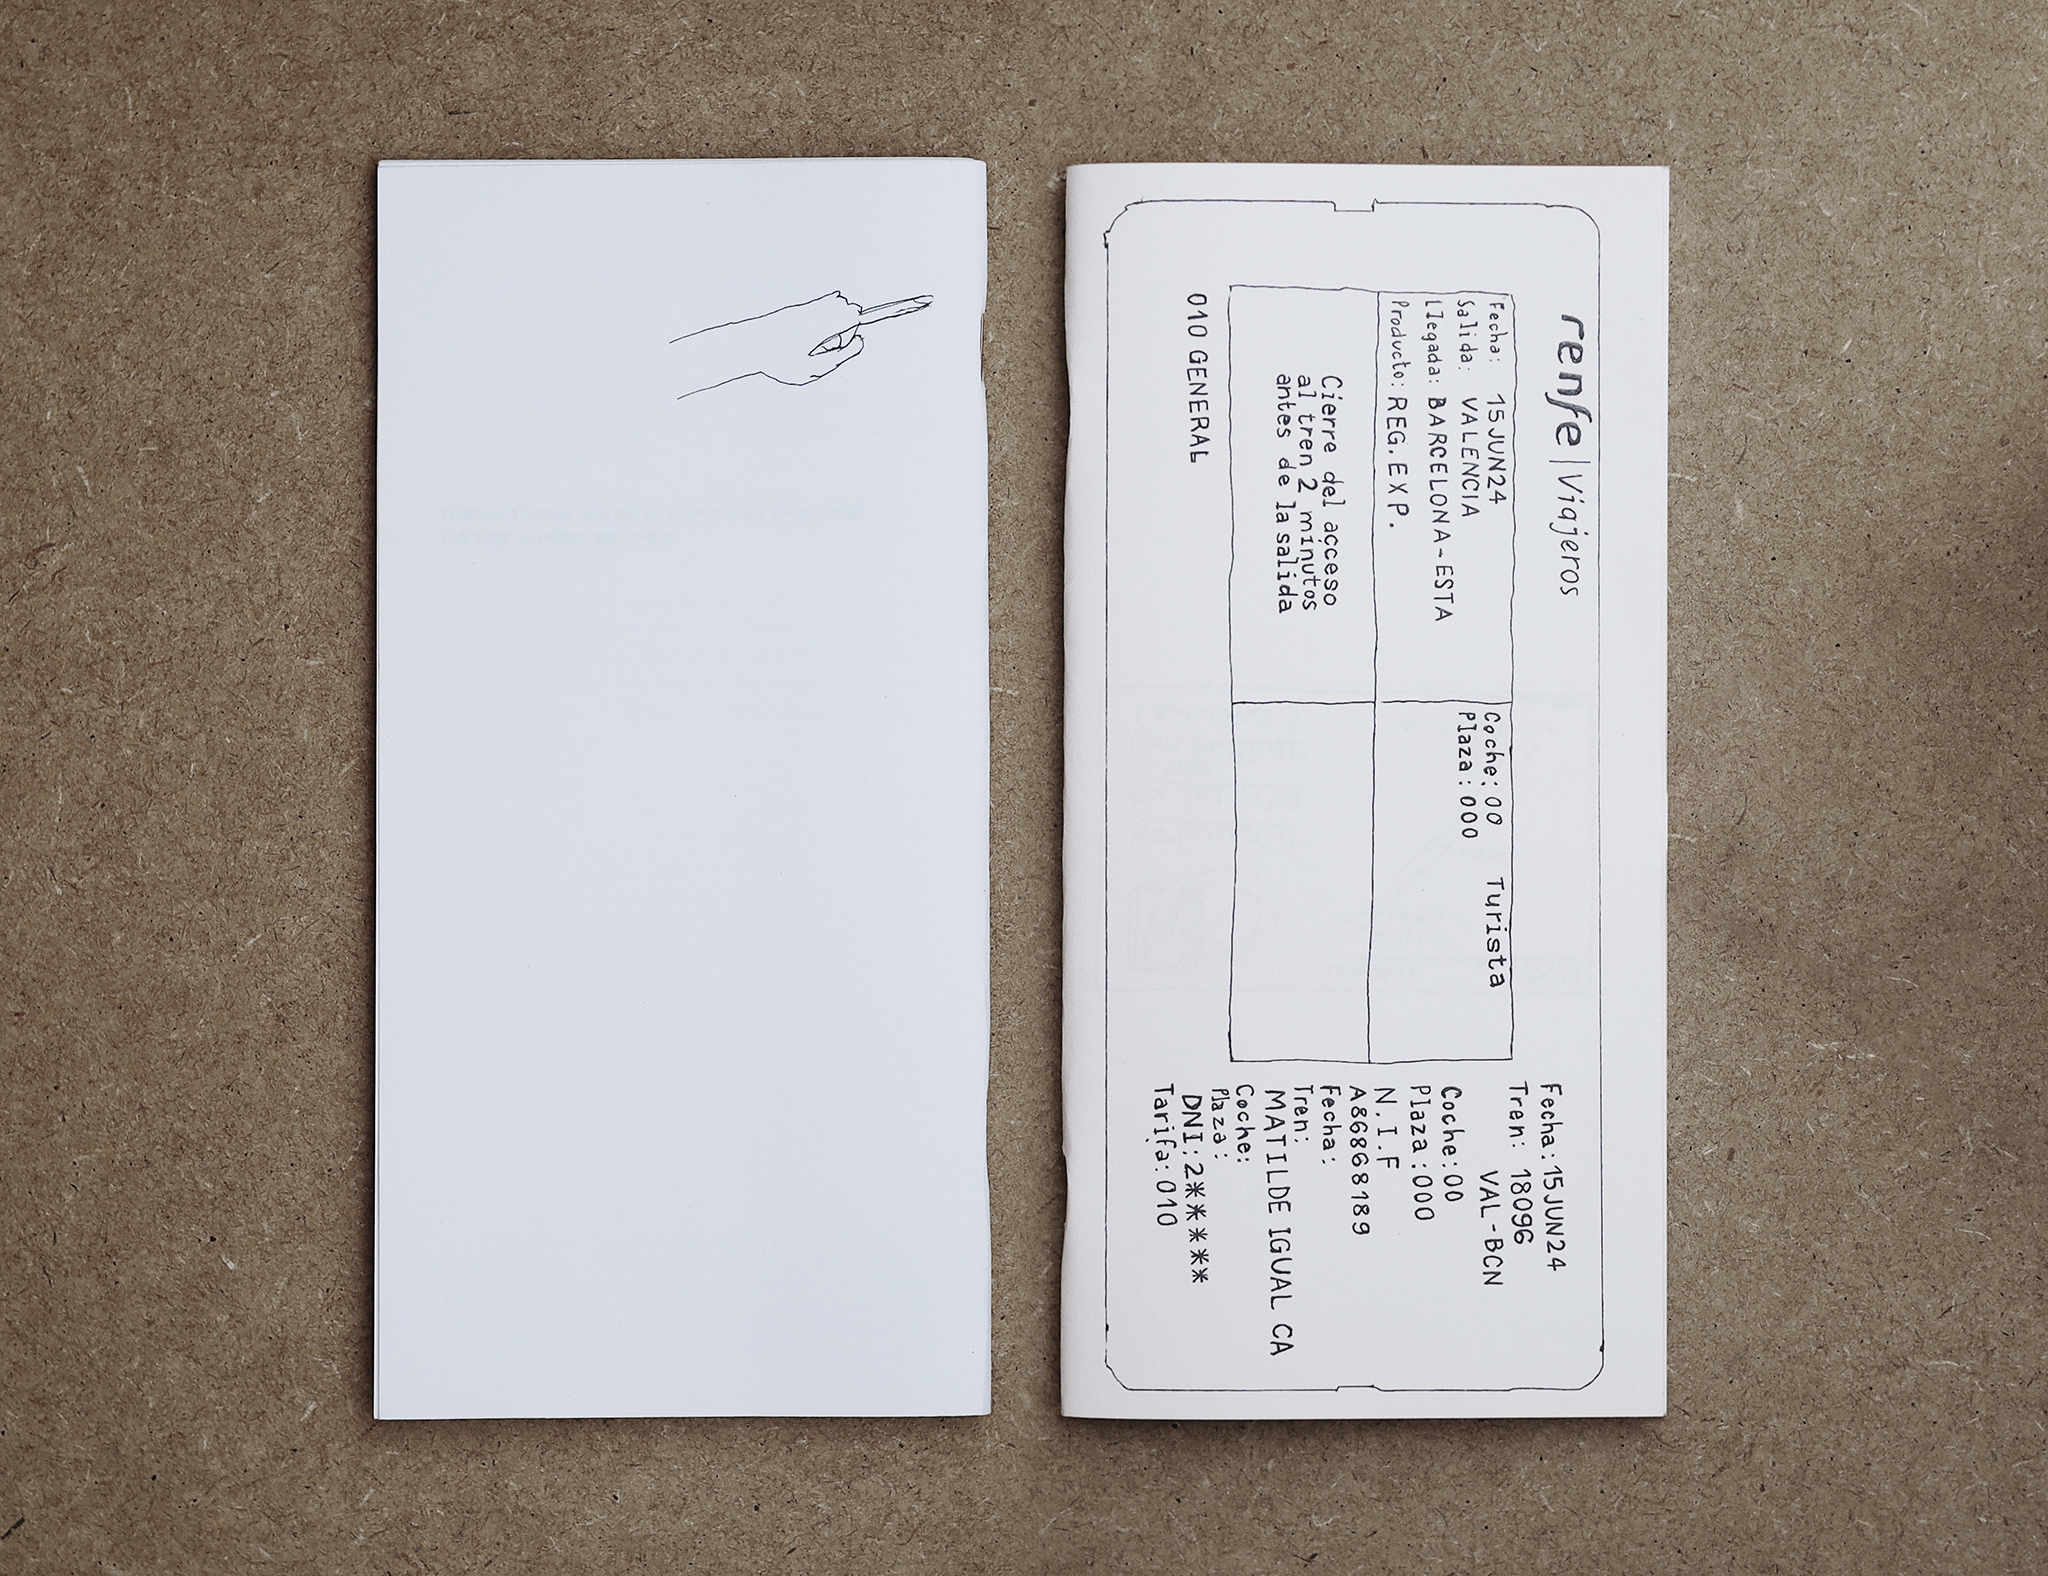 renfe | Viajeros
Fecha: 15JUN24
Salida: VALENCIA
Llegada: BARCELONA-ESTA
Producto: REG.EXP.
Coche: 00 Turista
Plaza: 000
Cierre del acceso
al tren 2 minutos
antes de la salida
010 GENERAL
Fecha: 15JUN24
Tren: 18096
VAL-BCN
Coche: 00
Plaza: 000
N.I.F
A86868189
Fecha:
Tren:
MATILDE IGUAL CA
Coche:
Plaza:
DNI: 2*****
Tarifa: 010